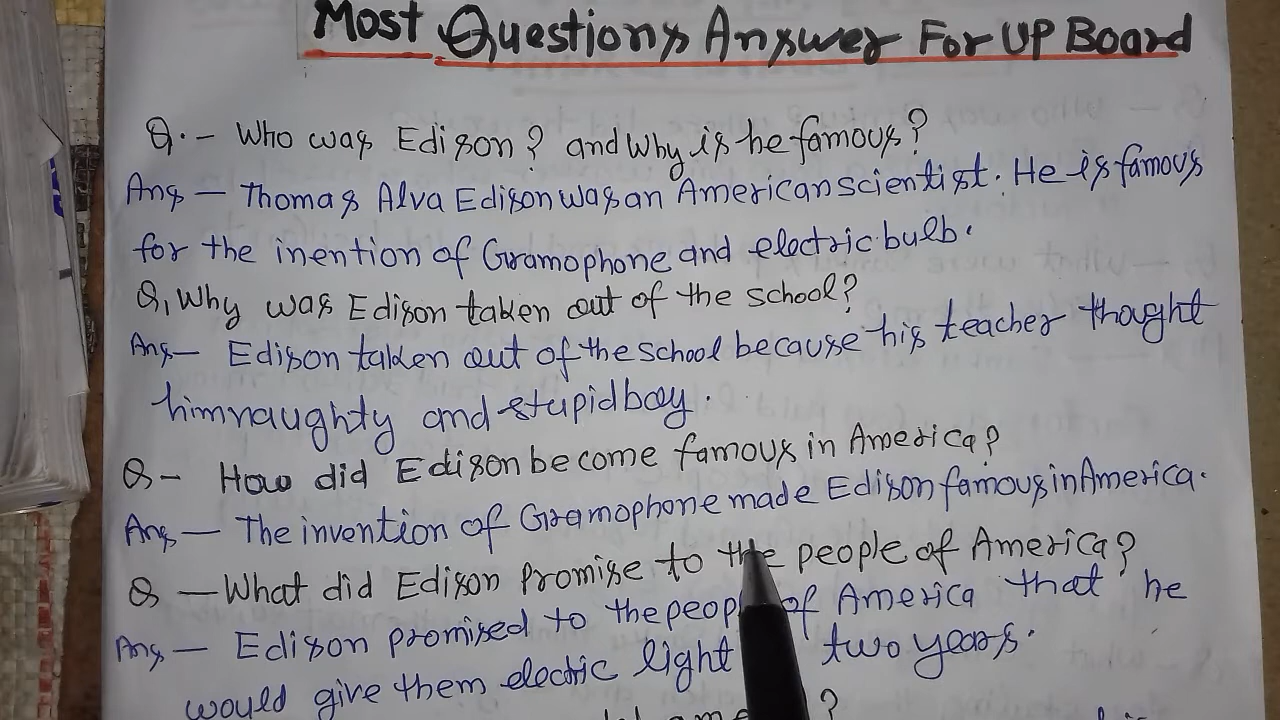 Most Questions Answer For UP Board
Q. - Who was Edison? and why is he famous?
Ans - Thomas Alva Edison was an American scientist. He is famous
for the inention of Gramophone and electric bulb.
Q, Why was Edison taken out of the school?
Ans - Edison taken out of the school because his teacher thought
him naughty and stupid boy.
Q - How did Edison become famous in America?
Ans - The invention of Gramophone made Edison famous in America.
Q - What did Edison Promise to the people of America?
Ans - Edison promised to the people of America that he
would give them electric light two years.
?